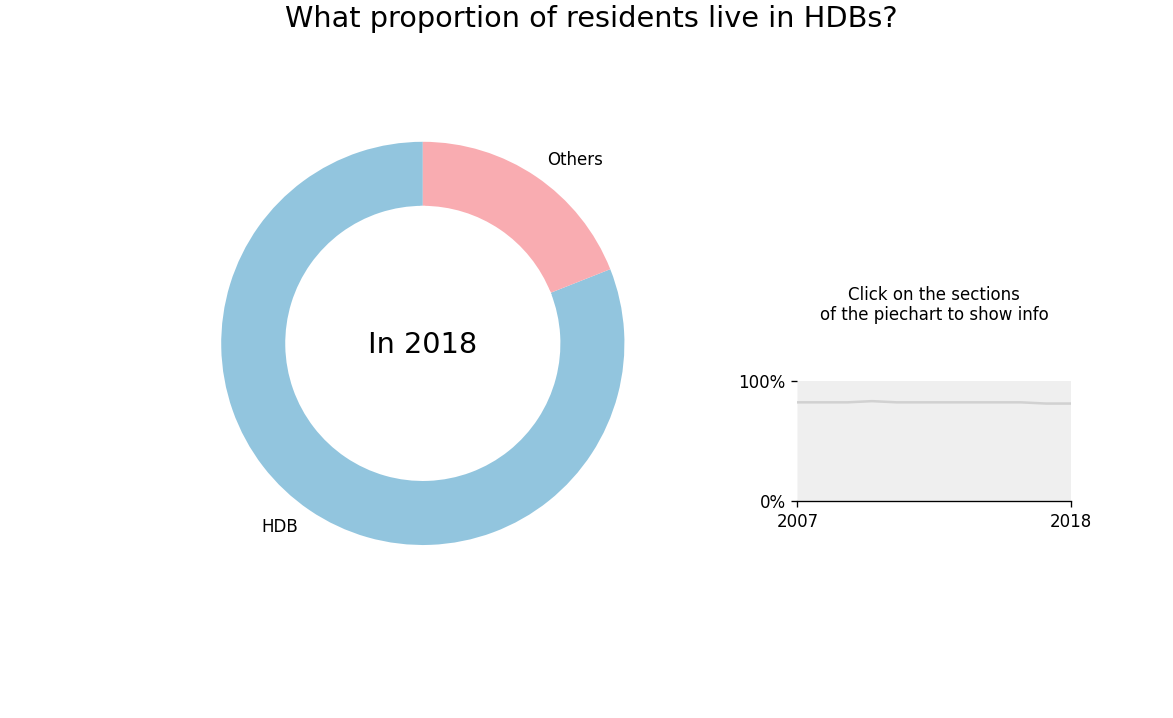 What proportion of residents live in HDBs?
Others
In 2018
HDB
Click on the sections
of the piechart to show info
100%
0%
2007
2018